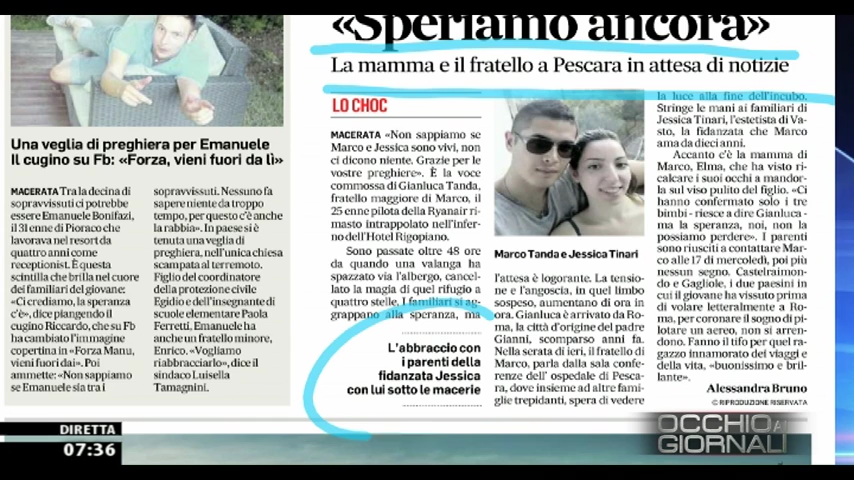 «Speriamo ancora»
La mamma e il fratello a Pescara in attesa di notizie
Una veglia di preghiera per Emanuele
Il cugino su Fb: «Forza, vieni fuori da lì»
MACERATA Tra la decina di
sopravvissuti ci potrebbe
essere Emanuele Bonifazi,
il 31enne di Pioraco che
lavorava nel resort da
quattro anni come
receptionist. È questa
scintilla che brilla nel cuore
dei familiari del giovane:
«Ci crediamo, la speranza
c'è», dice piangendo il
cugino Riccardo, che su Fb
ha cambiato l'immagine
copertina in «Forza Manu,
vieni fuori dai». Poi
ammette: «Non sappiamo
se Emanuele sia tra i
sopravvissuti. Nessuno fa
sapere niente da troppo
tempo, per questo c'è anche
la rabbia». In paese si è
tenuta una veglia di
preghiera, nell'unica chiesa
scampata al terremoto.
Figlio del coordinatore
della protezione civile
Egidio e dell'insegnante di
scuole elementare Paola
Ferretti, Emanuele ha
anche un fratello minore,
Enrico. «Vogliamo
riabbracciarlo», dice il
sindaco Luisella
Tamagnini.
LO CHOC
MACERATA «Non sappiamo se
Marco e Jessica sono vivi, non
ci dicono niente. Grazie per le
vostre preghiere». È la voce
commossa di Gianluca Tanda,
fratello maggiore di Marco, il
25 enne pilota della Ryanair ri-
masto intrappolato nell'infer-
no dell'Hotel Rigopiano.
Sono passate oltre 48 ore
da quando una valanga ha
spazzato via l'albergo, cancel-
lato la magia di quel rifugio a
quattro stelle. I familiari si ag-
grappano alla speranza, ma
L'abbraccio con
i parenti della
fidanzata Jessica
con lui sotto le macerie
Marco Tanda e Jessica Tinari
l'attesa è logorante. La tensio-
ne e l'angoscia, in quel limbo
sospeso, aumentano di ora in
ora. Gianluca è arrivato da Ro-
ma, la città d'origine del padre
Gianni, scomparso anni fa.
Nella serata di ieri, il fratello di
Marco, parla dalla sala confe-
renze dell' ospedale di Pesca-
ra, dove insieme ad altre fami-
glie trepidanti, spera di vedere
la luce alla fine dell'incubo.
Stringe le mani ai familiari di
Jessica Tinari, l'estetista di Va-
sto, la fidanzata che Marco
ama da dieci anni.
Accanto c'è la mamma di
Marco, Elma, che ha visto ri-
calcare i suoi occhi a mandor-
la sul viso pulito del figlio. «Ci
hanno confermato solo i tre
bimbi - riesce a dire Gianluca -
ma la speranza, noi, non la
possiamo perdere». I parenti
sono riusciti a contattare Mar-
co alle 17 di mercoledì, poi più
nessun segno. Castelraimon-
do e Gagliole, i due paesini in
cui il giovane ha vissuto prima
di volare letteralmente a Ro-
ma, per coronare il sogno di pi-
lotare un aereo, non si arren-
dono. Fanno il tifo per quel ra-
gazzo innamorato dei viaggi e
della vita, «buonissimo e bril-
lante».
Alessandra Bruno
© RIPRODUZIONE RISERVATA
DIRETTA
07:36
OCCHIO AI
GIORNALI